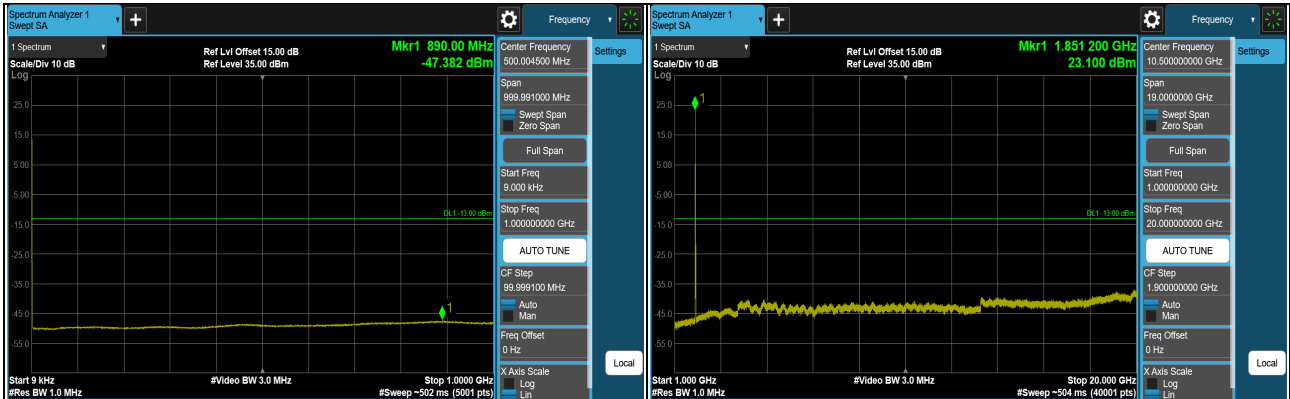 Spectrum Analyzer 1
Swept SA
+
Frequency
1 Spectrum
Scale/Div 10 dB
Log
Ref Lvl Offset 15.00 dB
Ref Level 35.00 dBm
Mkr1 890.00 MHz
-47.382 dBm
25.0
15.0
5.00
-5.00
-15.0
-25.0
-35.0
-45.0
-55.0
DL1 -13.00 dBm
1
Start 9 kHz
#Res BW 1.0 MHz
#Video BW 3.0 MHz
Stop 1.0000 GHz
#Sweep ~502 ms (5001 pts)
Center Frequency
500.004500 MHz
Span
999.991000 MHz
Swept Span
Zero Span
Full Span
Start Freq
9.000 kHz
Stop Freq
1.000000000 GHz
AUTO TUNE
CF Step
99.999100 MHz
Auto
Man
Freq Offset
0 Hz
X Axis Scale
Log
Lin
Settings
Local
Spectrum Analyzer 1
Swept SA
+
Frequency
1 Spectrum
Scale/Div 10 dB
Log
Ref Lvl Offset 15.00 dB
Ref Level 35.00 dBm
Mkr1 1.851 200 GHz
23.100 dBm
25.0
15.0
5.00
-5.00
-15.0
-25.0
-35.0
-45.0
-55.0
1
DL1 -13.00 dBm
Start 1.000 GHz
#Res BW 1.0 MHz
#Video BW 3.0 MHz
Stop 20.000 GHz
#Sweep ~504 ms (40001 pts)
Center Frequency
10.500000000 GHz
Span
19.0000000 GHz
Swept Span
Zero Span
Full Span
Start Freq
1.000000000 GHz
Stop Freq
20.000000000 GHz
AUTO TUNE
CF Step
1.900000000 GHz
Auto
Man
Freq Offset
0 Hz
X Axis Scale
Log
Lin
Settings
Local